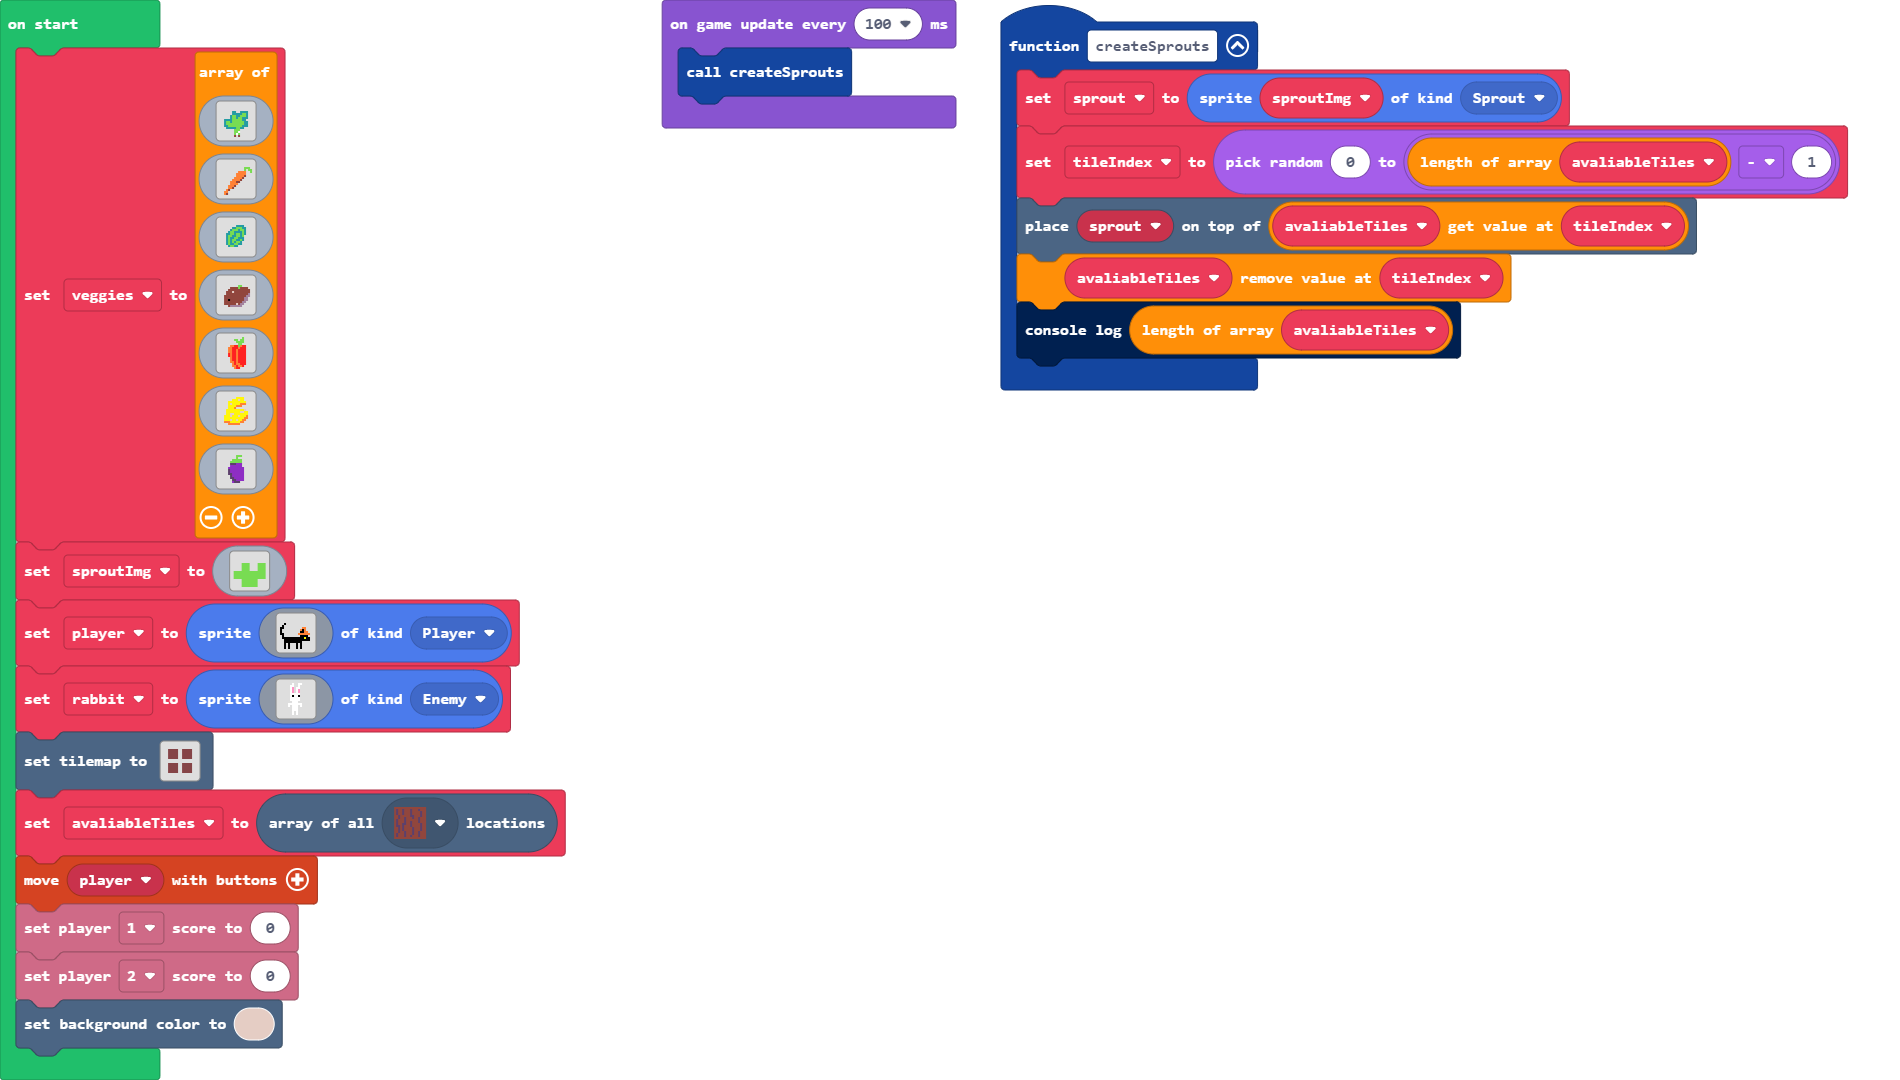 on start
set veggies to array of
set sproutImg to
set player to sprite of kind Player
set rabbit to sprite of kind Enemy
set tilemap to
set avaliableTiles to array of all locations
move player with buttons
set player 1 score to 0
set player 2 score to 0
set background color to
on game update every 100 ms
call createSprouts
function createSprouts
set sprout to sprite sproutImg of kind Sprout
set tileIndex to pick random 0 to length of array avaliableTiles - 1
place sprout on top of avaliableTiles get value at tileIndex
avaliableTiles remove value at tileIndex
console log length of array avaliableTiles